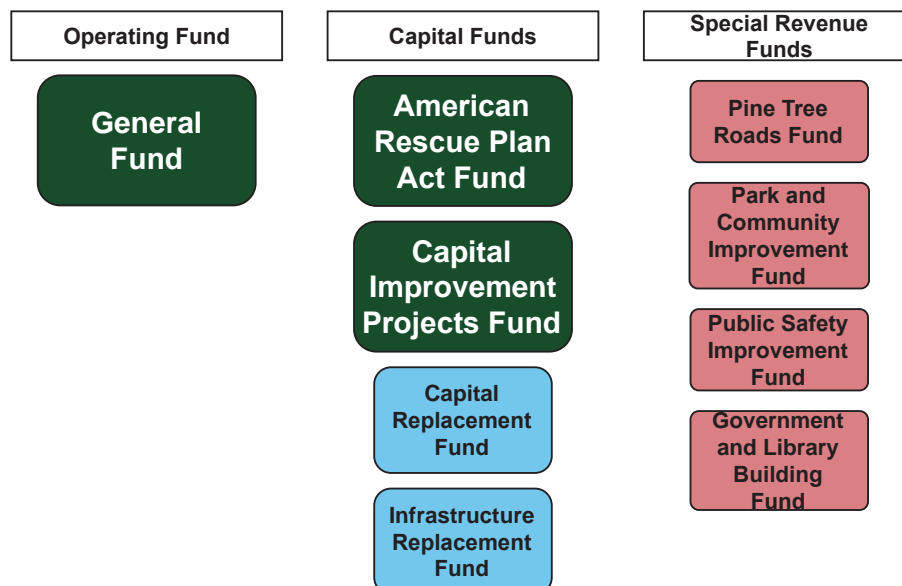 Operating Fund
General
Fund
Capital Funds
American
Rescue Plan
Act Fund
Capital
Improvement
Projects Fund
Capital
Replacement
Fund
Infrastructure
Replacement
Fund
Special Revenue
Funds
Pine Tree
Roads Fund
Park and
Community
Improvement
Fund
Public Safety
Improvement
Fund
Government
and Library
Building
Fund